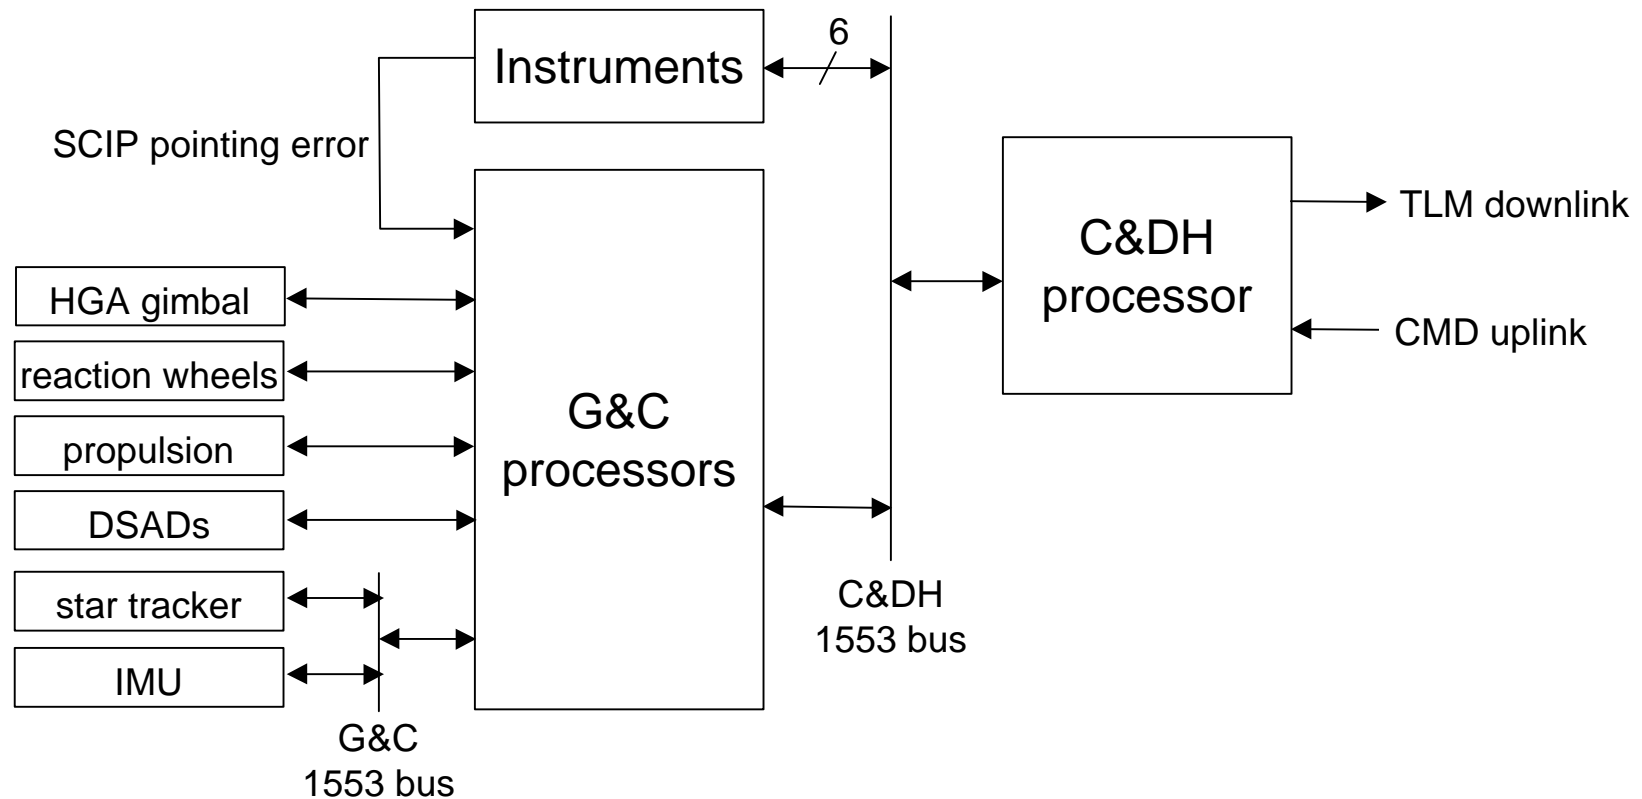 6
Instruments
SCIP pointing error
C&DH
processor
TLM downlink
CMD uplink
HGA gimbal
reaction wheels
propulsion
DSADs
star tracker
IMU
G&C
processors
C&DH
1553 bus
G&C
1553 bus